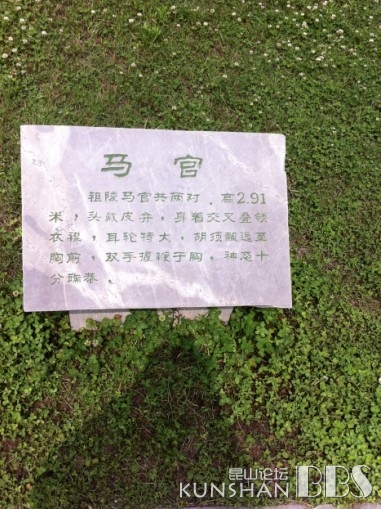 马 官
祖陵马官共两对，高2.91
米，头戴皮弁，身着交叉叠领
衣裎，耳轮特大，胡须飘逸至
胸前，双手握鞭于胸，神态十
分端恭。
昆山论坛
KUNSHAN BBS